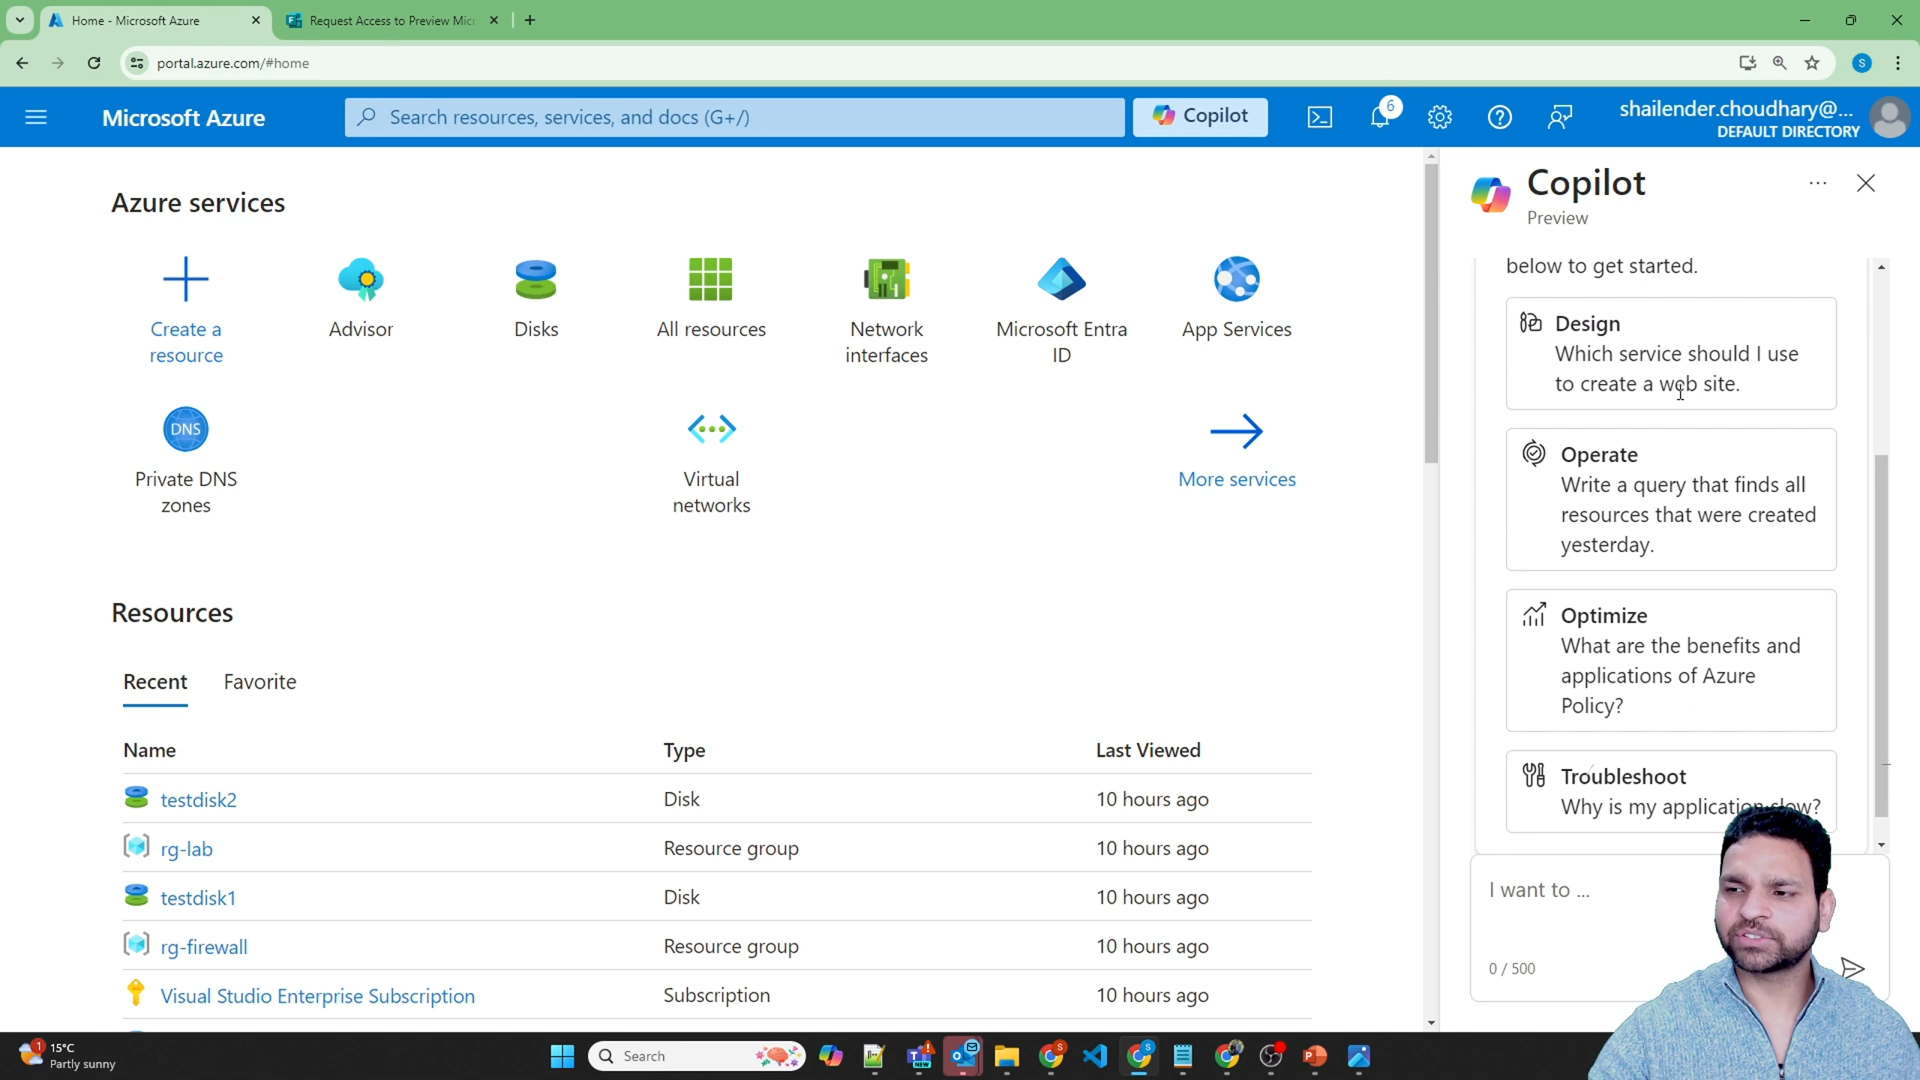 Home - Microsoft Azure
Request Access to Preview Micr
portal.azure.com/#home
S
Microsoft Azure
Search resources, services, and docs (G+/)
Copilot
6
shailender.choudhary@...
DEFAULT DIRECTORY
Azure services
Create a
resource
Advisor
Disks
All resources
Network
interfaces
Microsoft Entra
ID
App Services
DNS
Private DNS
zones
Virtual
networks
More services
Resources
Recent
Favorite
Name
Type
Last Viewed
testdisk2
Disk
10 hours ago
rg-lab
Resource group
10 hours ago
testdisk1
Disk
10 hours ago
rg-firewall
Resource group
10 hours ago
Visual Studio Enterprise Subscription
Subscription
10 hours ago
Copilot
Preview
below to get started.
Design
Which service should I use
to create a web site.
Operate
Write a query that finds all
resources that were created
yesterday.
Optimize
What are the benefits and
applications of Azure
Policy?
Troubleshoot
Why is my application slow?
I want to ...
0 / 500
1
15°C
Partly sunny
Search
NEW
S
S